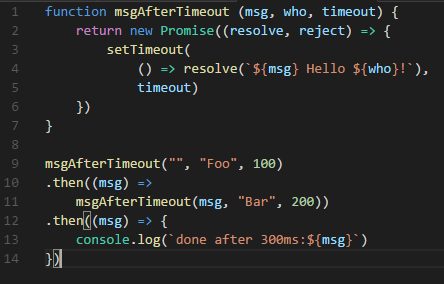 1 function msgAfterTimeout (msg, who, timeout) {
2     return new Promise((resolve, reject) => {
3         setTimeout(
4             () => resolve(`${msg} Hello ${who}!`),
5             timeout)
6     })
7 }
8
9 msgAfterTimeout("", "Foo", 100)
10 .then((msg) =>
11     msgAfterTimeout(msg, "Bar", 200))
12 .then((msg) => {
13     console.log(`done after 300ms:${msg}`)
14 })